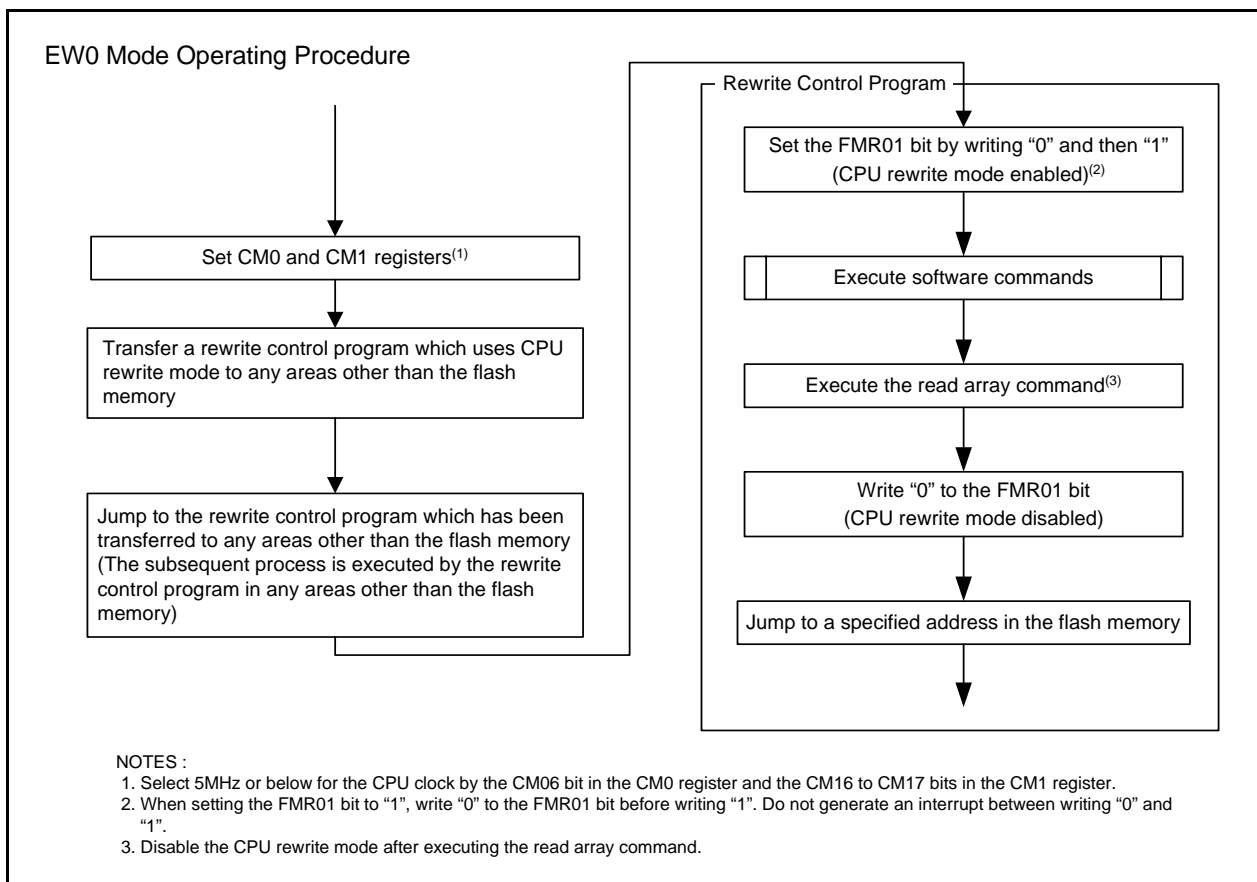 EW0 Mode Operating Procedure
Set CM0 and CM1 registers(1)
Transfer a rewrite control program which uses CPU
rewrite mode to any areas other than the flash
memory
Jump to the rewrite control program which has been
transferred to any areas other than the flash memory
(The subsequent process is executed by the rewrite
control program in any areas other than the flash
memory)
Rewrite Control Program
Set the FMR01 bit by writing “0” and then “1”
(CPU rewrite mode enabled)(2)
Execute software commands
Execute the read array command(3)
Write “0” to the FMR01 bit
(CPU rewrite mode disabled)
Jump to a specified address in the flash memory
NOTES :
1. Select 5MHz or below for the CPU clock by the CM06 bit in the CM0 register and the CM16 to CM17 bits in the CM1 register.
2. When setting the FMR01 bit to “1”, write “0” to the FMR01 bit before writing “1”. Do not generate an interrupt between writing “0” and
“1”.
3. Disable the CPU rewrite mode after executing the read array command.